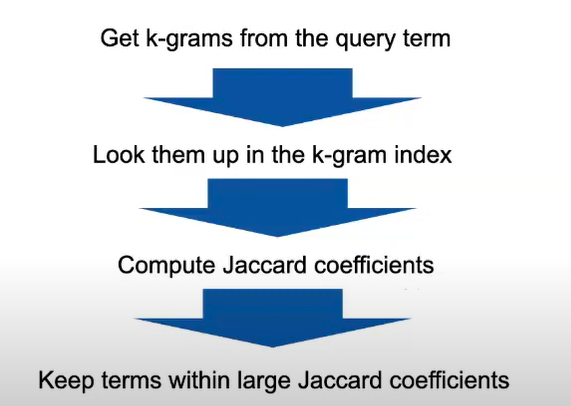 Get k-grams from the query term
Look them up in the k-gram index
Compute Jaccard coefficients
Keep terms within large Jaccard coefficients